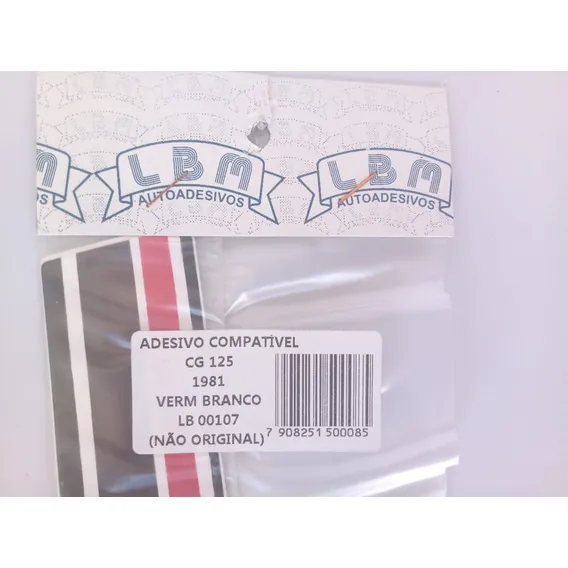 LBM
AUTOADESIVOS
LBM
AUTOADESIVOS
ADESIVO COMPATÍVEL
CG 125
1981
VERM BRANCO
LB 00107
(NÃO ORIGINAL)
7 908251 500085